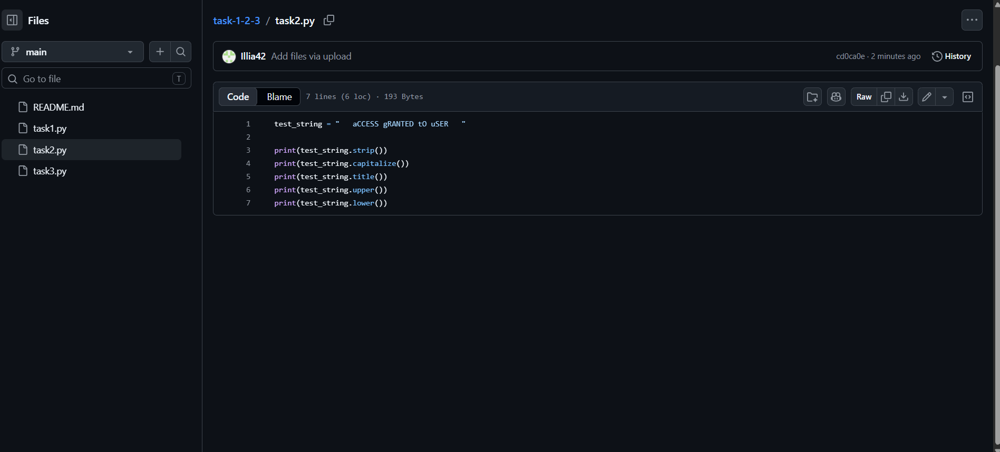 Files
main
Go to file T
README.md
task1.py
task2.py
task3.py
task-1-2-3 / task2.py
Illia42 Add files via upload cd0ca0e · 2 minutes ago History
Code Blame 7 lines (6 loc) · 193 Bytes Raw
1 test_string = "   aCCESS gRANTED tO uSER   "
2
3 print(test_string.strip())
4 print(test_string.capitalize())
5 print(test_string.title())
6 print(test_string.upper())
7 print(test_string.lower())